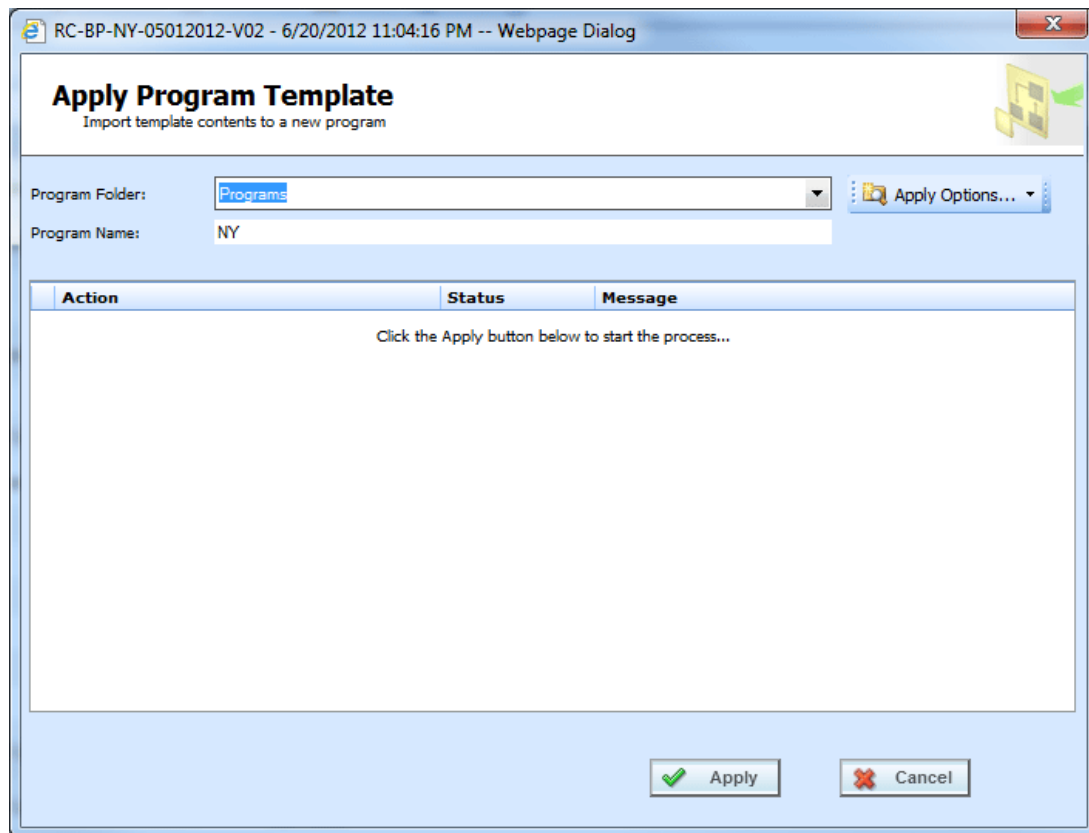 RC-BP-NY-05012012-V02 - 6/20/2012 11:04:16 PM -- Webpage Dialog
Apply Program Template
Import template contents to a new program
Program Folder: Programs Apply Options...
Program Name: NY
Action Status Message
Click the Apply button below to start the process...
Apply Cancel